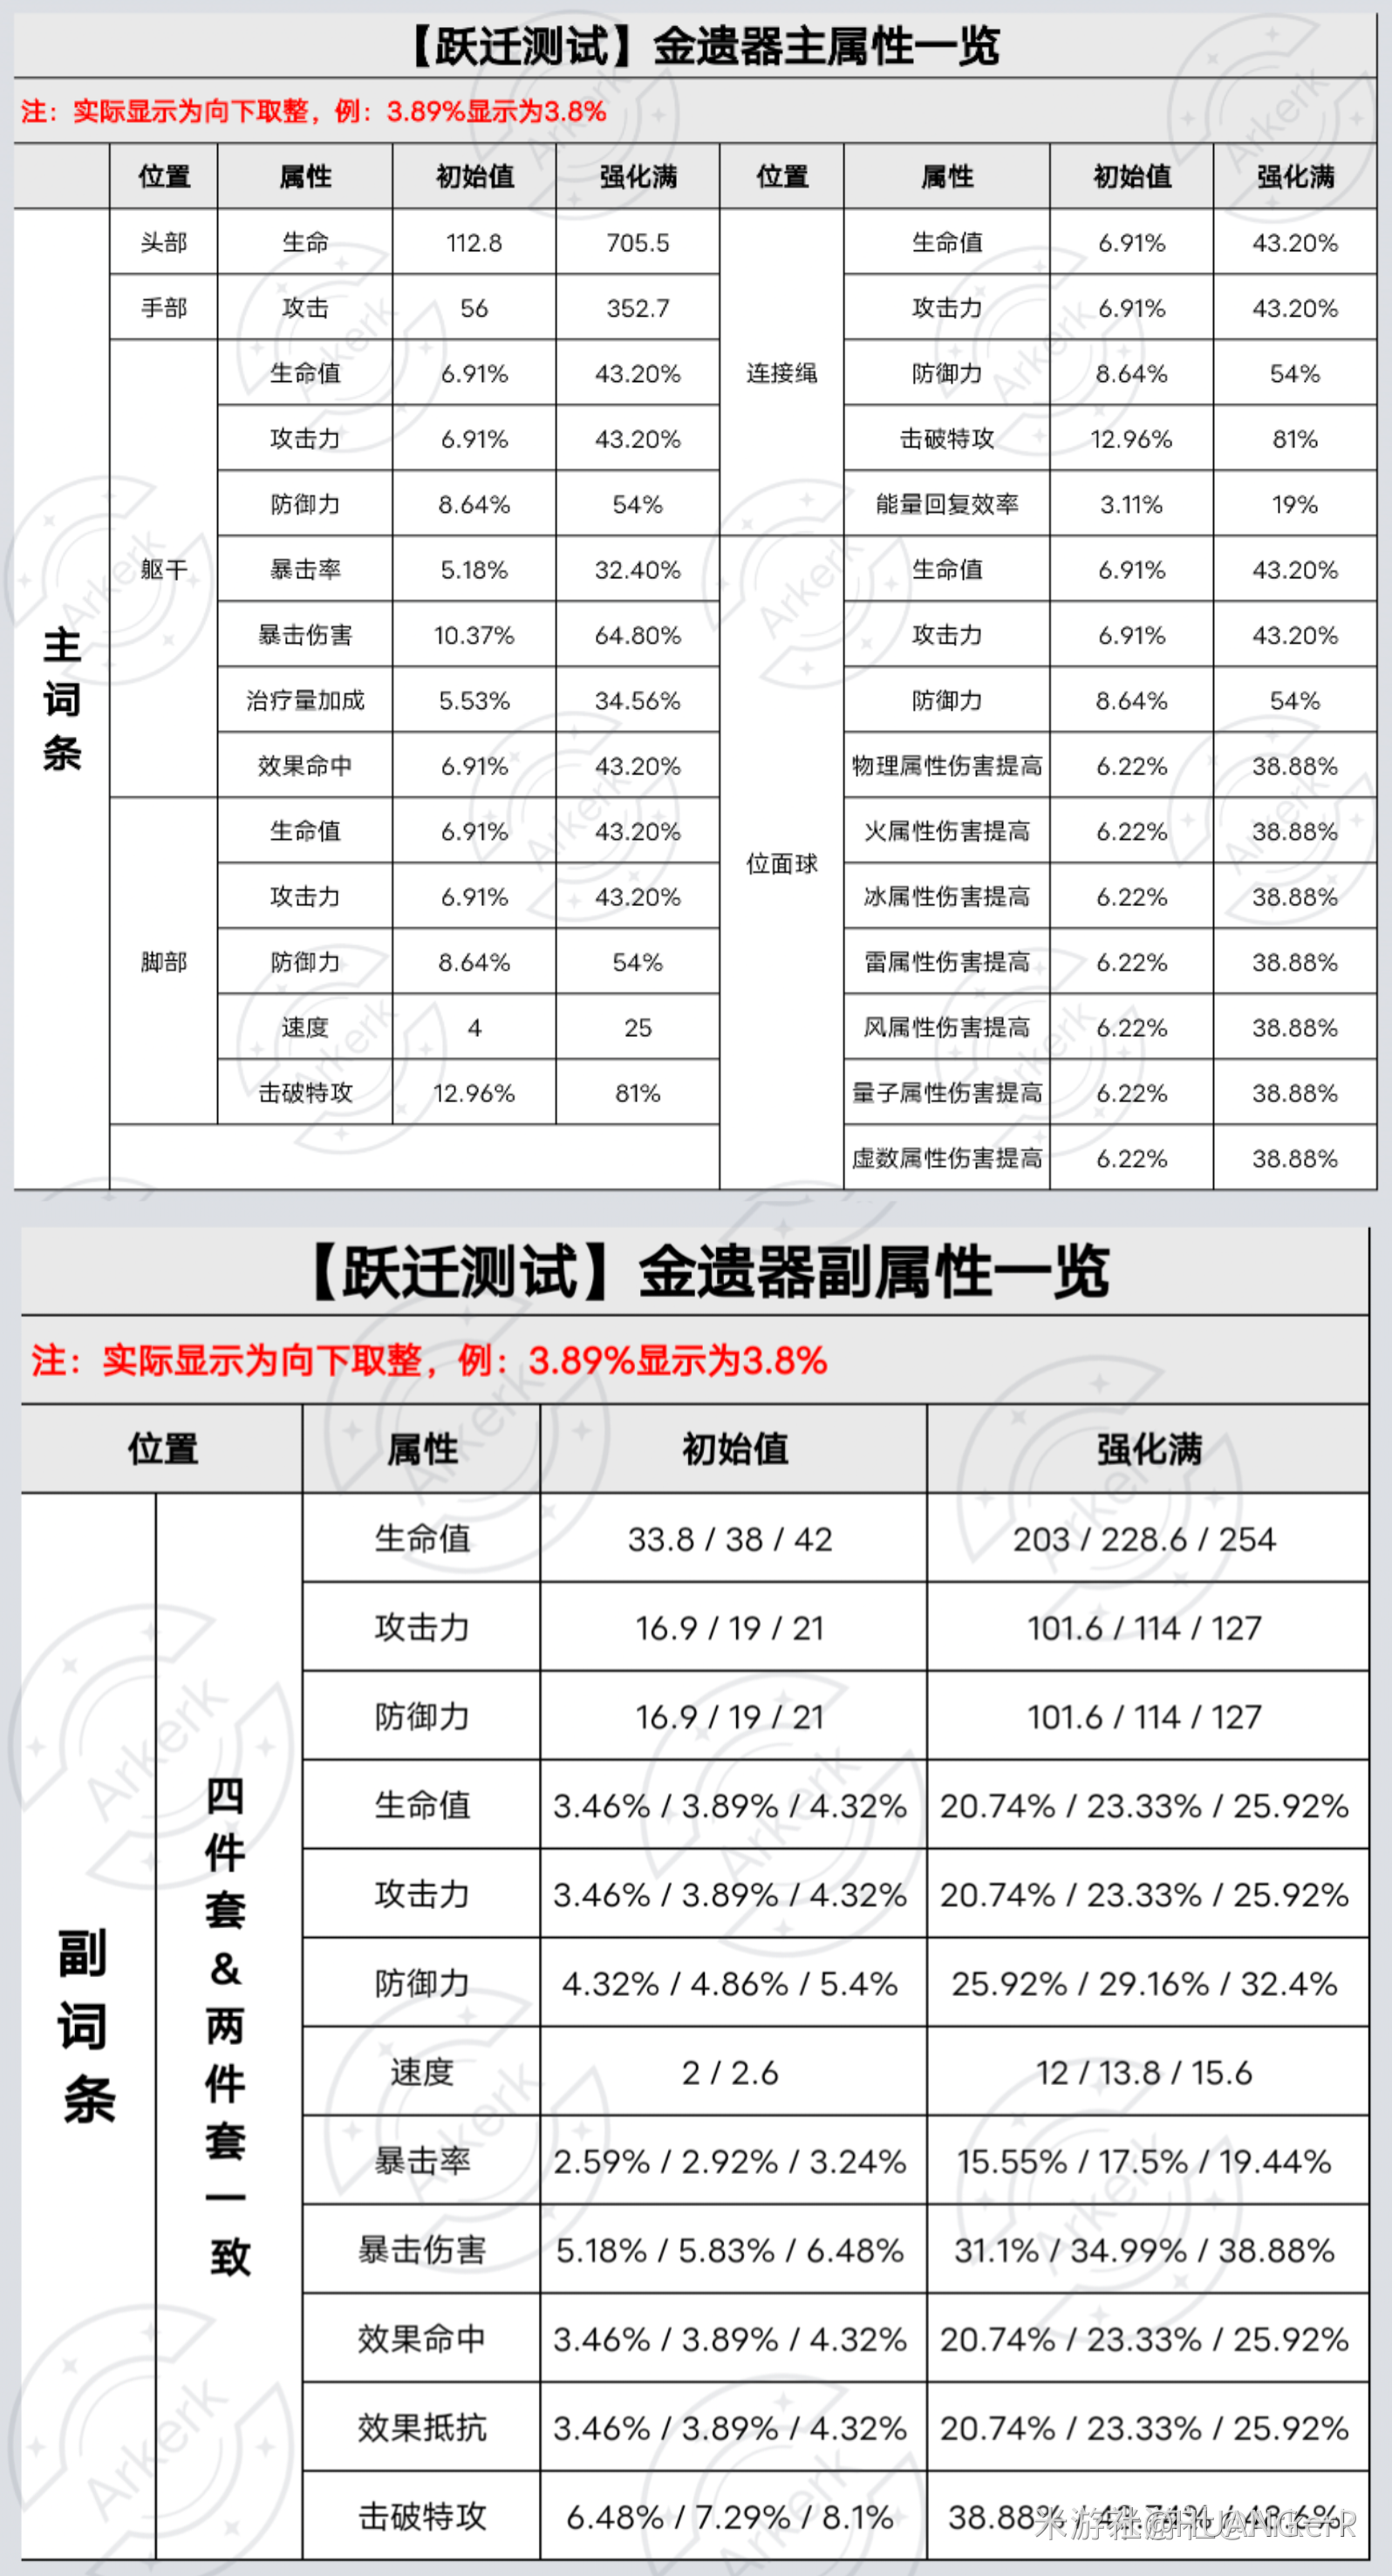 【跃迁测试】金遗器主属性一览
注：实际显示为向下取整，例：3.89%显示为3.8%
位置 属性 初始值 强化满 位置 属性 初始值 强化满
头部 生命 112.8 705.5 生命值 6.91% 43.20%
手部 攻击 56 352.7 攻击力 6.91% 43.20%
生命值 6.91% 43.20% 连接绳 防御力 8.64% 54%
攻击力 6.91% 43.20% 击破特攻 12.96% 81%
防御力 8.64% 54% 能量回复效率 3.11% 19%
躯干 暴击率 5.18% 32.40% 生命值 6.91% 43.20%
主词条 暴击伤害 10.37% 64.80% 攻击力 6.91% 43.20%
治疗量加成 5.53% 34.56% 防御力 8.64% 54%
效果命中 6.91% 43.20% 物理属性伤害提高 6.22% 38.88%
生命值 6.91% 43.20% 位面球 火属性伤害提高 6.22% 38.88%
攻击力 6.91% 43.20% 冰属性伤害提高 6.22% 38.88%
脚部 防御力 8.64% 54% 雷属性伤害提高 6.22% 38.88%
速度 4 25 风属性伤害提高 6.22% 38.88%
击破特攻 12.96% 81% 量子属性伤害提高 6.22% 38.88%
虚数属性伤害提高 6.22% 38.88%
【跃迁测试】金遗器副属性一览
注：实际显示为向下取整，例：3.89%显示为3.8%
位置 属性 初始值 强化满
生命值 33.8 / 38 / 42 203 / 228.6 / 254
攻击力 16.9 / 19 / 21 101.6 / 114 / 127
防御力 16.9 / 19 / 21 101.6 / 114 / 127
生命值 3.46% / 3.89% / 4.32% 20.74% / 23.33% / 25.92%
攻击力 3.46% / 3.89% / 4.32% 20.74% / 23.33% / 25.92%
副词条 四件套&两件套一致 防御力 4.32% / 4.86% / 5.4% 25.92% / 29.16% / 32.4%
速度 2 / 2.6 12 / 13.8 / 15.6
暴击率 2.59% / 2.92% / 3.24% 15.55% / 17.5% / 19.44%
暴击伤害 5.18% / 5.83% / 6.48% 31.1% / 34.99% / 38.88%
效果命中 3.46% / 3.89% / 4.32% 20.74% / 23.33% / 25.92%
效果抵抗 3.46% / 3.89% / 4.32% 20.74% / 23.33% / 25.92%
击破特攻 6.48% / 7.29% / 8.1% 38.88%
Arkerk